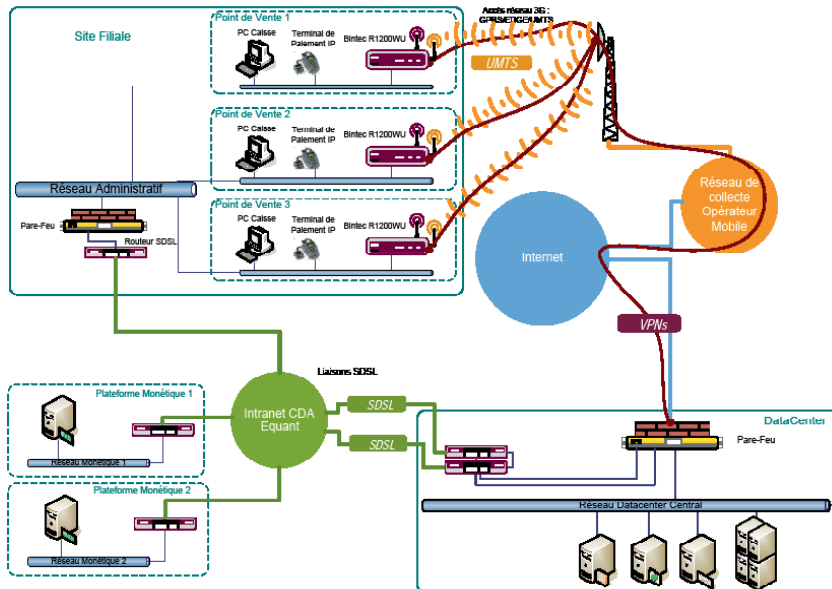 Site Filiale
Point de Vente 1
PC Caisse
Terminal de
Paiement IP
Bintec R1200WU
Accès réseau 3G :
GPRS/EDGE/UMTS
UMTS
Point de Vente 2
PC Caisse
Terminal de
Paiement IP
Bintec R1200WU
Réseau Administratif
Point de Vente 3
PC Caisse
Terminal de
Paiement IP
Bintec R1200WU
Pare-Feu
Routeur SDSL
Réseau de
collecte
Opérateur
Mobile
Internet
VPNs
Liaisons SDSL
Plateforme Monétique 1
Réseau Monétique 1
Intranet CDA
Equant
SDSL
SDSL
DataCenter
Pare-Feu
Plateforme Monétique 2
Réseau Monétique 2
Réseau Datacenter Central